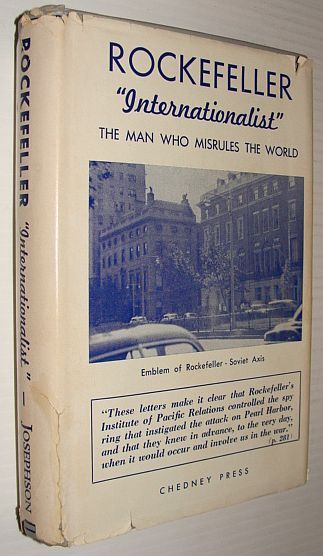 ROCKEFELLER "Internationalist" — JOSEPHSON
ROCKEFELLER
"Internationalist"
THE MAN WHO MISRULES THE WORLD
Emblem of Rockefeller - Soviet Axis
"These letters make it clear that Rockefeller's
Institute of Pacific Relations controlled the spy
ring that instigated the attack on Pearl Harbor,
and that they knew in advance, to the very day,
when it would occur and involve us in the war."
(p. 281)
CHEDNEY PRESS